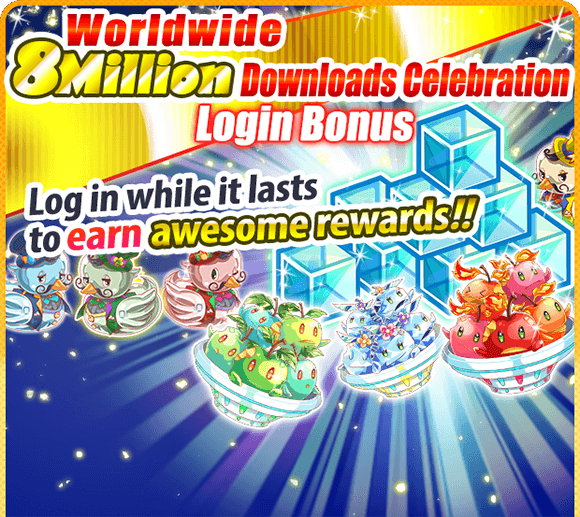 Worldwide
8Million Downloads Celebration
Login Bonus
Log in while it lasts
to earn awesome rewards!!